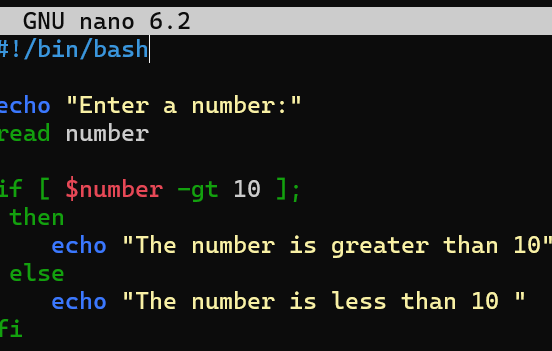 GNU nano 6.2
#!/bin/bash
echo "Enter a number:"
read number
if [ $number -gt 10 ];
then
echo "The number is greater than 10"
else
echo "The number is less than 10 "
fi